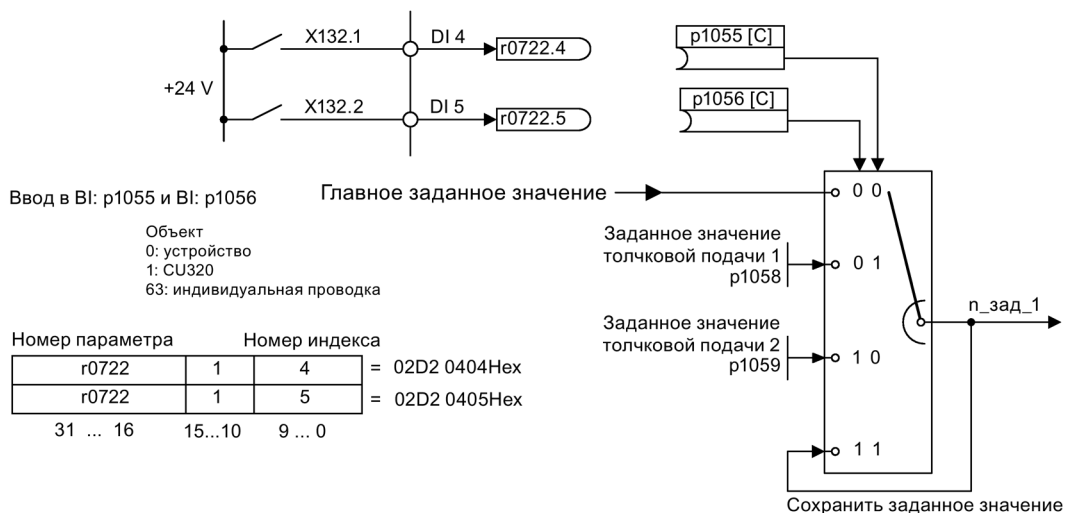 X132.1
DI 4
r0722.4
p1055 [C]
+24 V
p1056 [C]
X132.2
DI 5
r0722.5
Ввод в BI: p1055 и BI: p1056
Главное заданное значение
0 0
Объект
0: устройство
1: CU320
63: индивидуальная проводка
Заданное значение
толчковой подачи 1
p1058
0 1
n_зад_1
Заданное значение
толчковой подачи 2
p1059
1 0
Номер параметра Номер индекса
r0722 1 4 = 02D2 0404Hex
r0722 1 5 = 02D2 0405Hex
31 ... 16 15...10 9 ... 0
1 1
Сохранить заданное значение